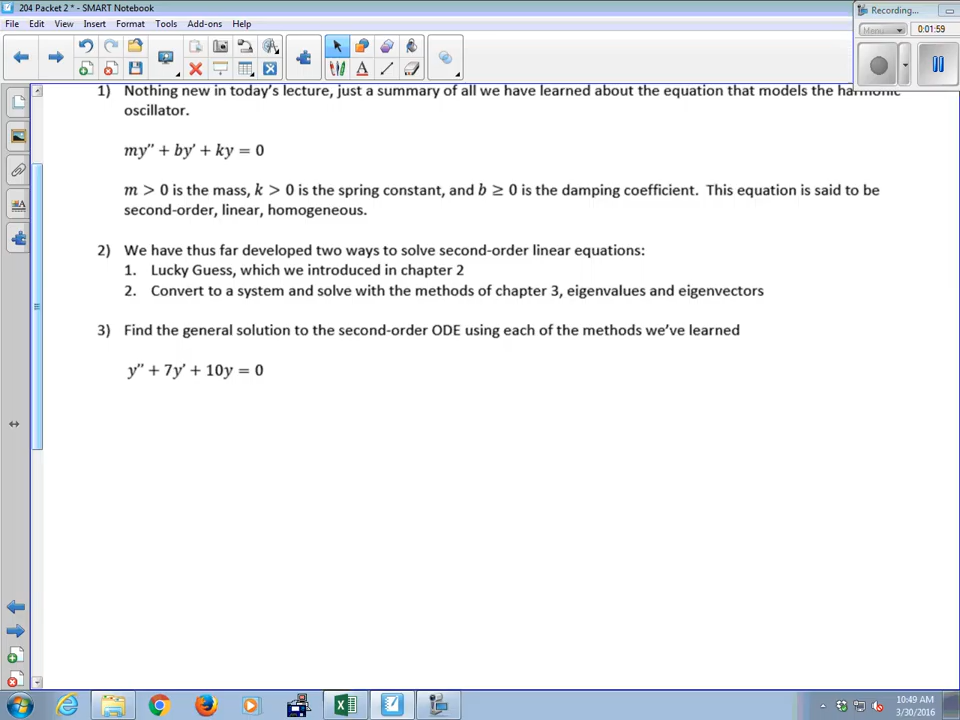 204 Packet 2 * - SMART Notebook
Recording...
File Edit View Insert Format Tools Add-ons Help
Menu
0:01:59
1) Nothing new in today's lecture, just a summary of all we have learned about the equation that models the harmonic
oscillator.
my'' + by' + ky = 0
m > 0 is the mass, k > 0 is the spring constant, and b ≥ 0 is the damping coefficient. This equation is said to be
second-order, linear, homogeneous.
2) We have thus far developed two ways to solve second-order linear equations:
1. Lucky Guess, which we introduced in chapter 2
2. Convert to a system and solve with the methods of chapter 3, eigenvalues and eigenvectors
3) Find the general solution to the second-order ODE using each of the methods we've learned
y'' + 7y' + 10y = 0
10:49 AM
3/30/2016